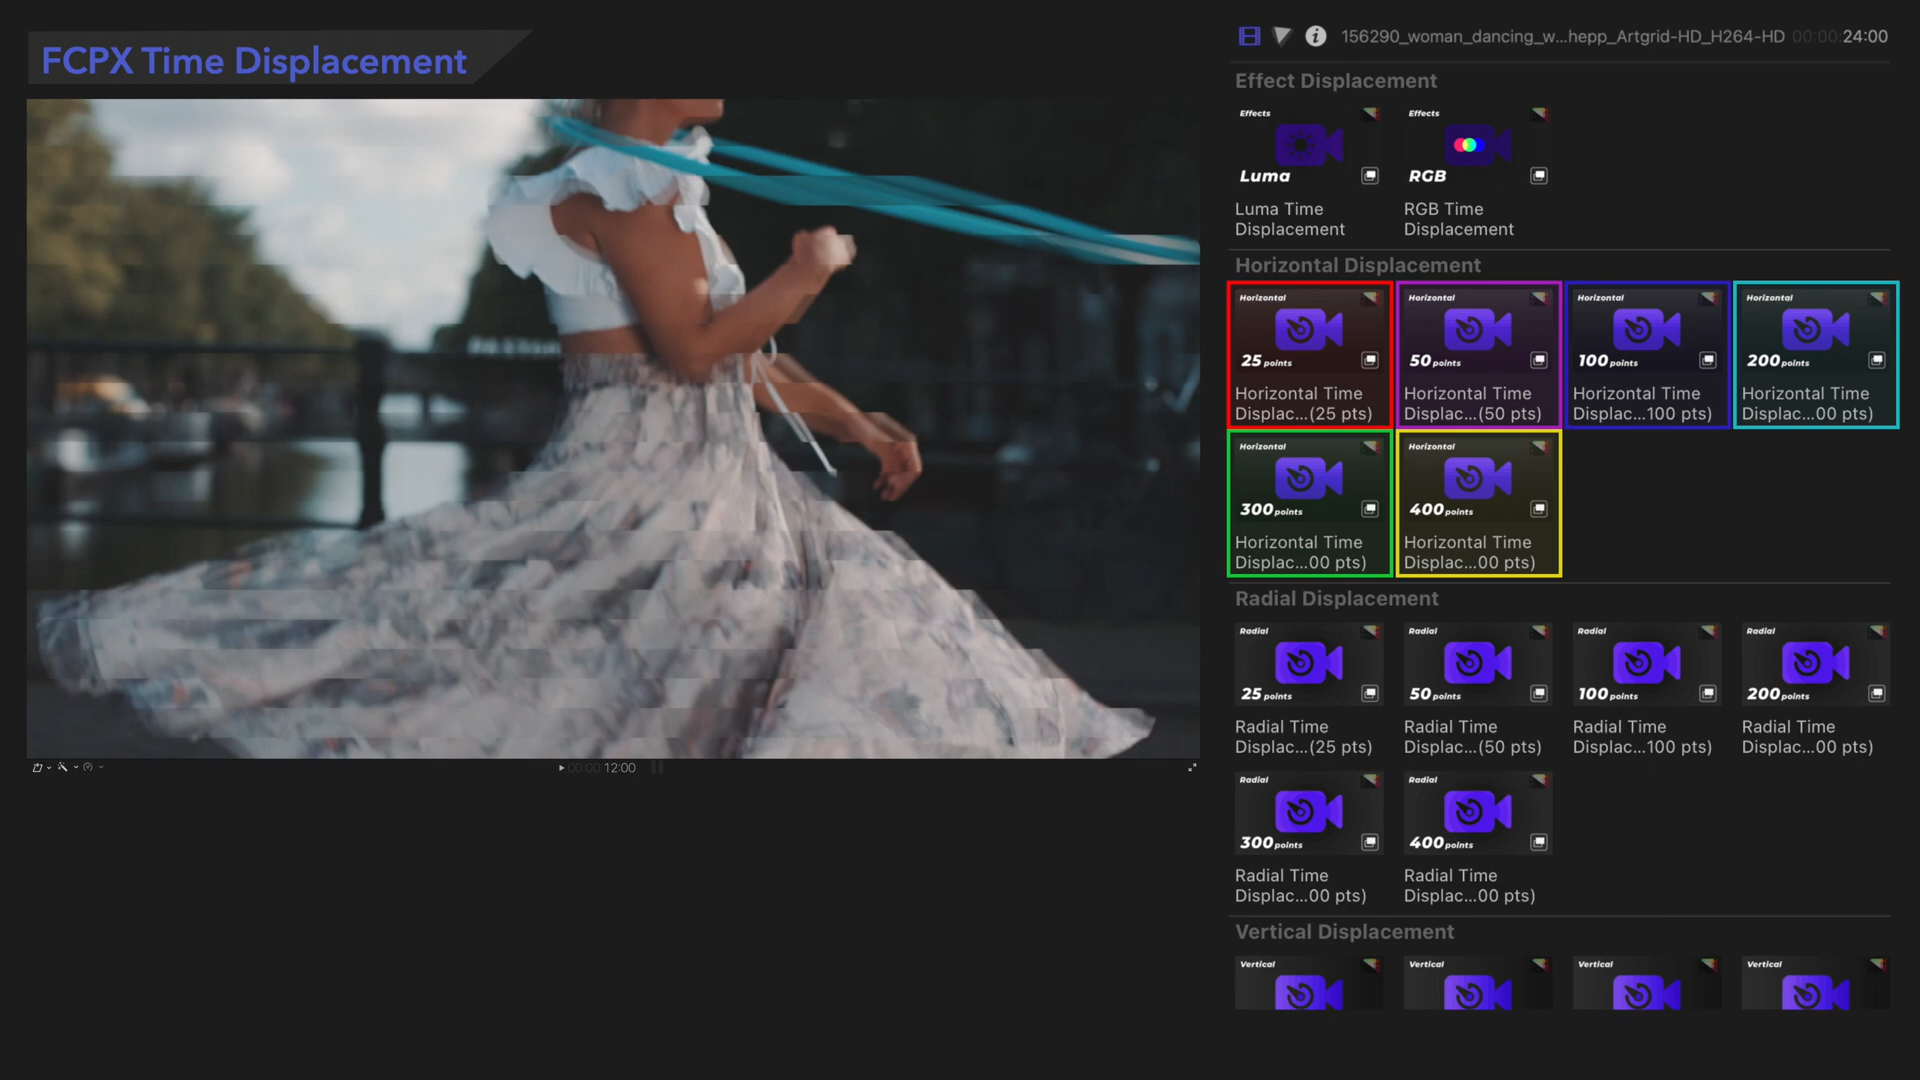 FCPX Time Displacement
156290_woman_dancing_w...hepp_Artgrid-HD_H264-HD 00:00:24:00
Effect Displacement
Effects
Luma
Effects
RGB
Luma Time
Displacement
RGB Time
Displacement
Horizontal Displacement
Horizontal
25 points
Horizontal
50 points
Horizontal
100 points
Horizontal
200 points
Horizontal Time
Displac...(25 pts)
Horizontal Time
Displac...(50 pts)
Horizontal Time
Displac...100 pts)
Horizontal Time
Displac...00 pts)
Horizontal
300 points
Horizontal
400 points
Horizontal Time
Displac...00 pts)
Horizontal Time
Displac...00 pts)
Radial Displacement
Radial
25 points
Radial
50 points
Radial
100 points
Radial
200 points
Radial Time
Displac...(25 pts)
Radial Time
Displac...(50 pts)
Radial Time
Displac...100 pts)
Radial Time
Displac...00 pts)
Radial
300 points
Radial
400 points
Radial Time
Displac...00 pts)
Radial Time
Displac...00 pts)
Vertical Displacement
Vertical
Vertical
Vertical
Vertical
00:00:12:00